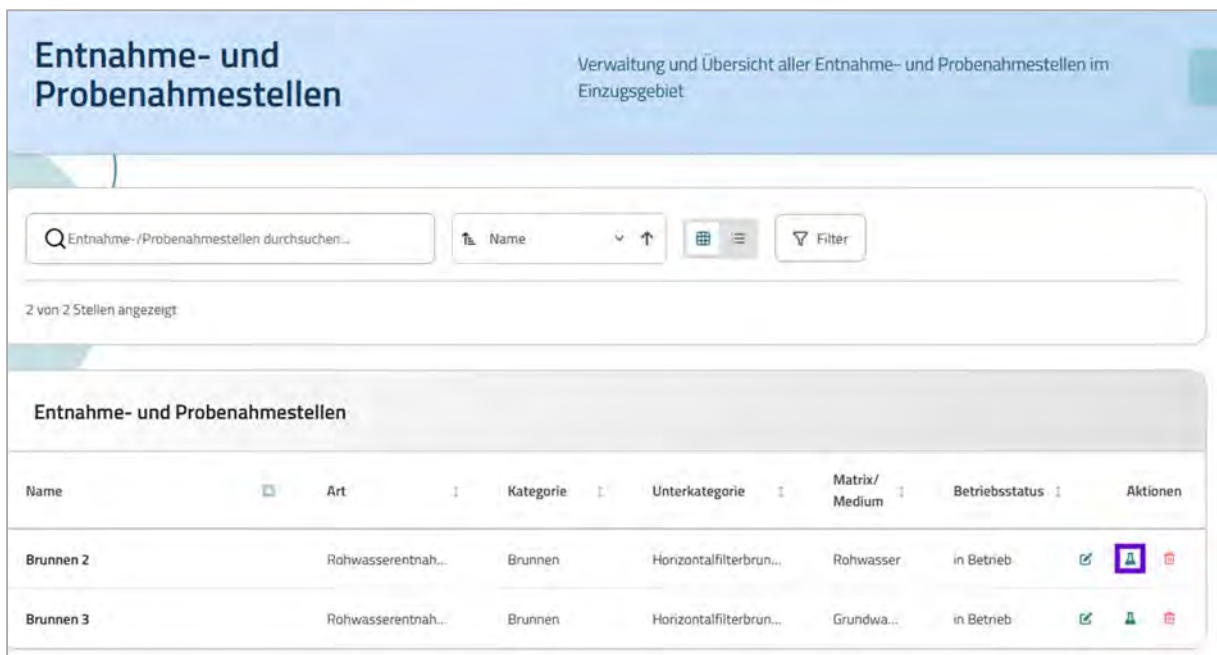 Entnahme- und
Probenahmestellen
Verwaltung und Übersicht aller Entnahme- und Probenahmestellen im
Einzugsgebiet
Entnahme-/Probenahmestellen durchsuchen...
Name
Filter
2 von 2 Stellen angezeigt
Entnahme- und Probenahmestellen
Name Art Kategorie Unterkategorie Matrix/ Medium Betriebsstatus Aktionen
Brunnen 2 Rohwasserentnah... Brunnen Horizontalfilterbrun... Rohwasser in Betrieb
Brunnen 3 Rohwasserentnah... Brunnen Horizontalfilterbrun... Grundwa... in Betrieb